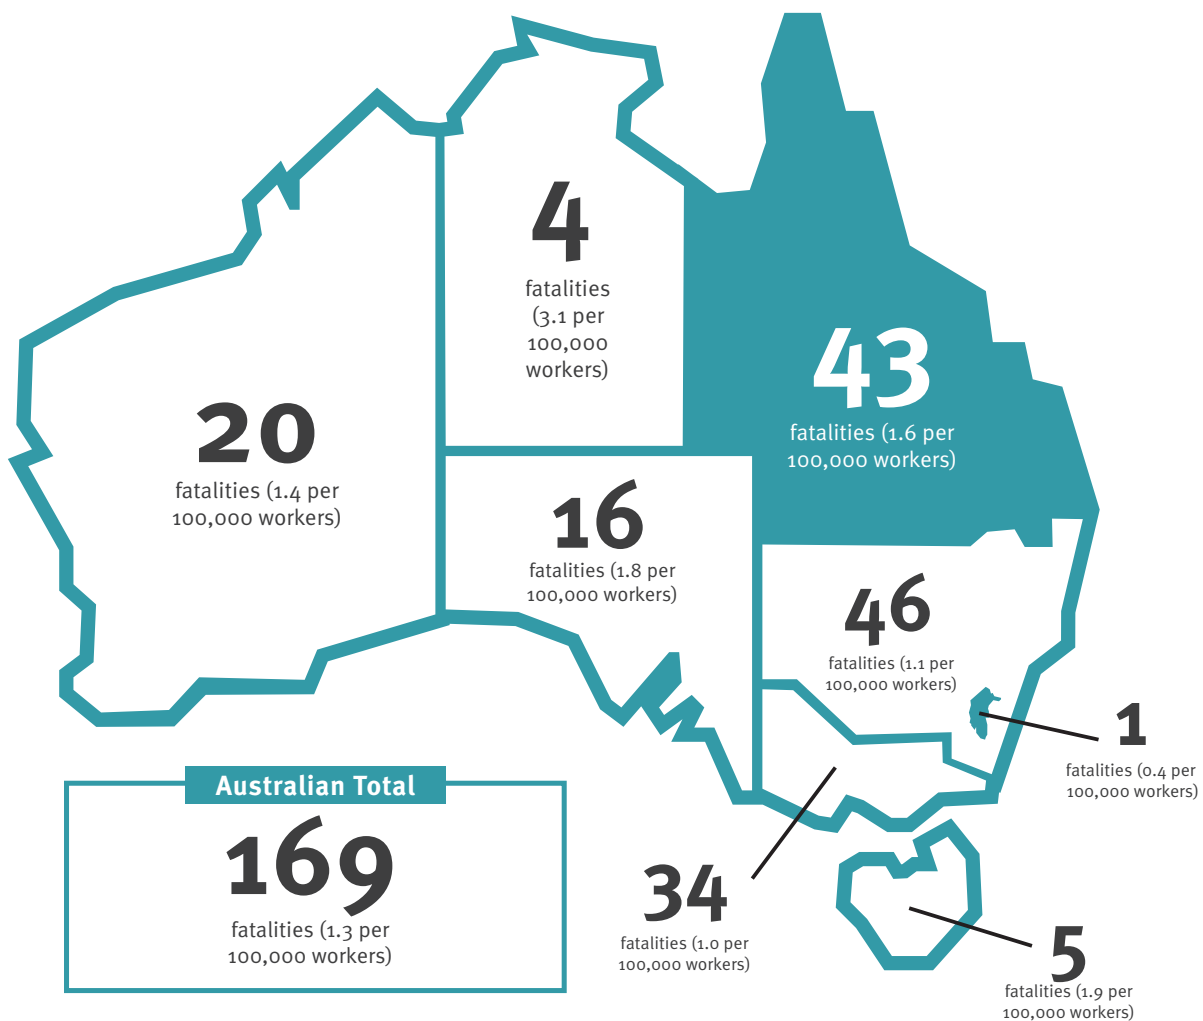 4
fatalities
(3.1 per
100,000
workers)
43
fatalities (1.6 per
100,000 workers)
20
fatalities (1.4 per
100,000 workers)
16
fatalities (1.8 per
100,000 workers)
46
fatalities (1.1 per
100,000 workers)
1
fatalities (0.4 per
100,000 workers)
Australian Total
169
fatalities (1.3 per
100,000 workers)
34
fatalities (1.0 per
100,000 workers)
5
fatalities (1.9 per
100,000 workers)